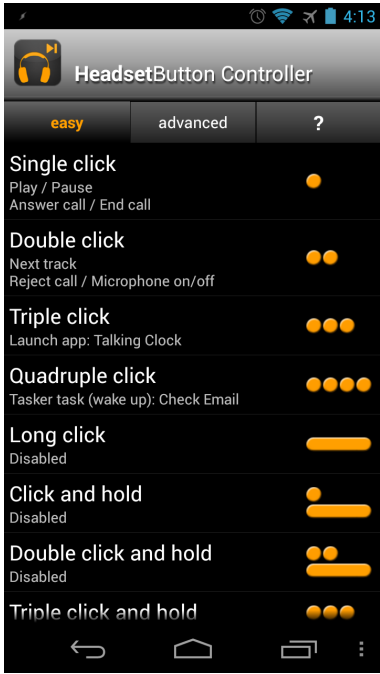 4:13
HeadsetButton Controller
easy
advanced
?
Single click
Play / Pause
Answer call / End call
Double click
Next track
Reject call / Microphone on/off
Triple click
Launch app: Talking Clock
Quadruple click
Tasker task (wake up): Check Email
Long click
Disabled
Click and hold
Disabled
Double click and hold
Disabled
Triple click and hold